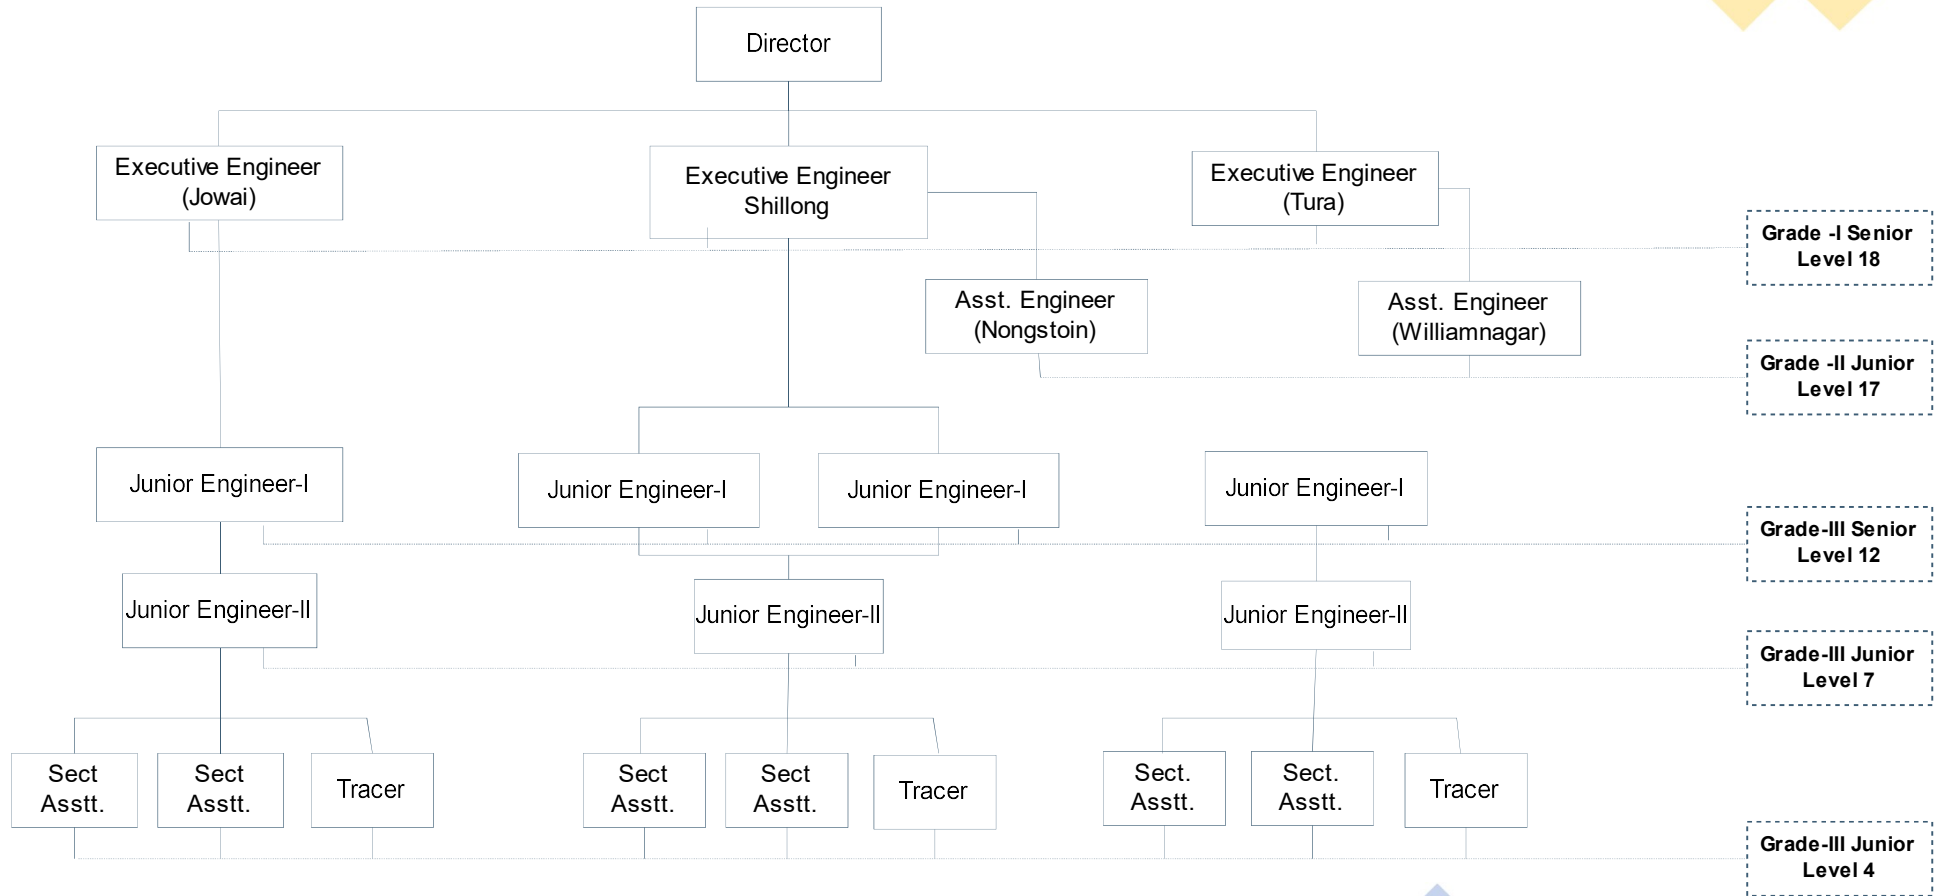 Director
Executive Engineer
(Jowai)
Executive Engineer
Shillong
Executive Engineer
(Tura)
Grade -I Senior
Level 18
Asst. Engineer
(Nongstoin)
Asst. Engineer
(Williamnagar)
Grade -II Junior
Level 17
Junior Engineer-I
Junior Engineer-I
Junior Engineer-I
Junior Engineer-I
Grade-III Senior
Level 12
Junior Engineer-II
Junior Engineer-II
Junior Engineer-II
Grade-III Junior
Level 7
Sect
Asstt.
Sect
Asstt.
Tracer
Sect
Asstt.
Sect
Asstt.
Tracer
Sect.
Asstt.
Sect.
Asstt.
Tracer
Grade-III Junior
Level 4